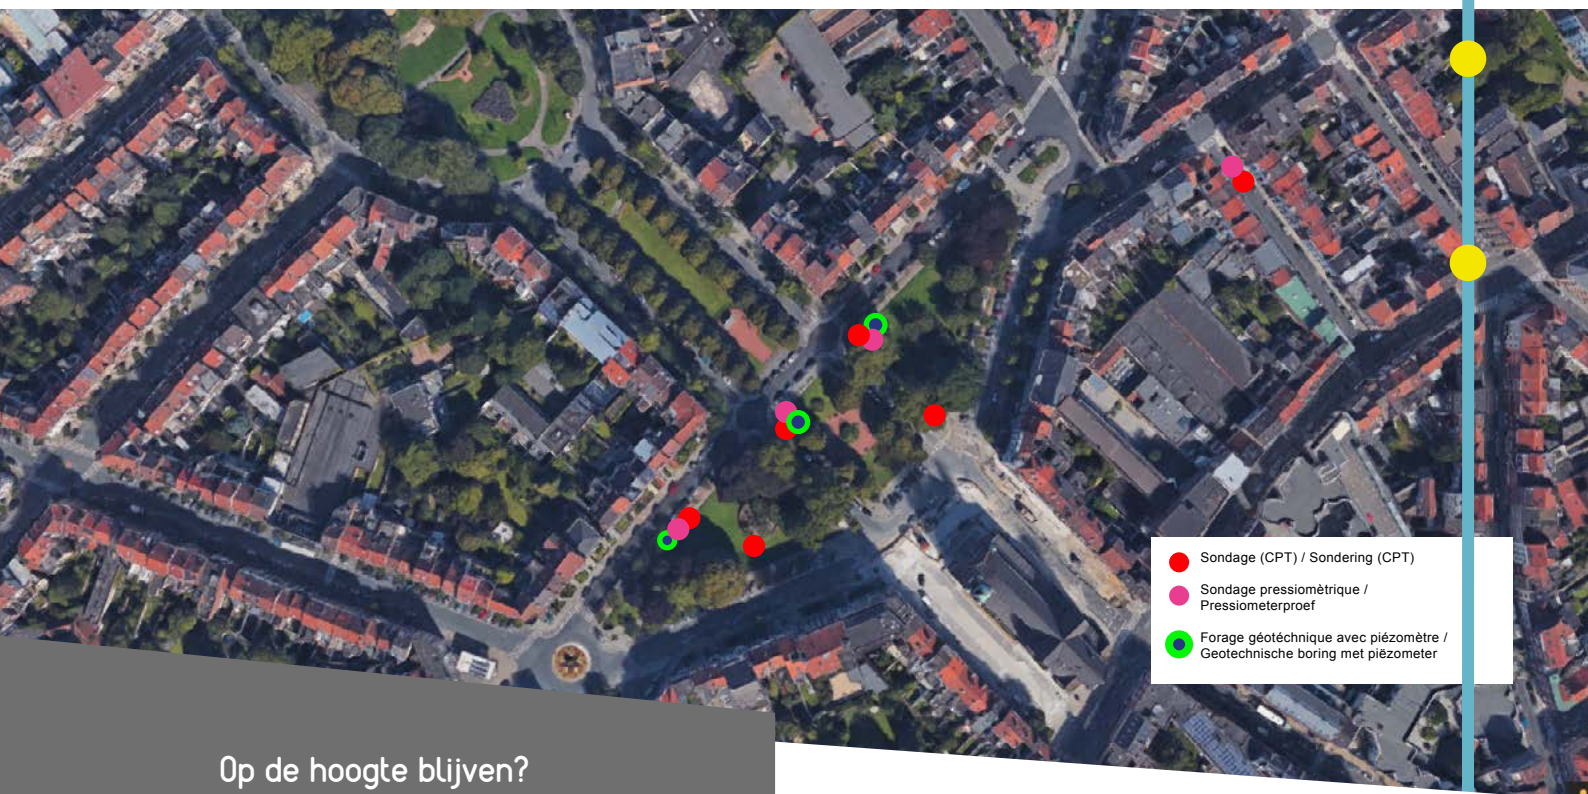 Sondage (CPT) / Sondering (CPT)
Sondage pressiomètrique /
Pressiometerproef
Forage géotéchnique avec piézomètre /
Geotechnische boring met piëzometer
Op de hoogte blijven?